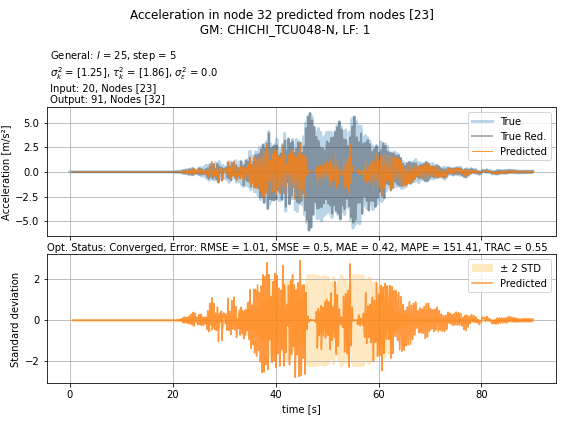 Acceleration in node 32 predicted from nodes [23]
GM: CHICHI_TCU048-N, LF: 1
General: l = 25, step = 5
σ²ₖ = [1.25], τ²ₖ = [1.86], σ²ε = 0.0
Input: 20, Nodes [23]
Output: 91, Nodes [32]
Acceleration [m/s²]
5.0
2.5
0.0
−2.5
−5.0
True
True Red.
Predicted
Opt. Status: Converged, Error: RMSE = 1.01, SMSE = 0.5, MAE = 0.42, MAPE = 151.41, TRAC = 0.55
Standard deviation
2
0
−2
± 2 STD
Predicted
0 20 40 60 80
time [s]